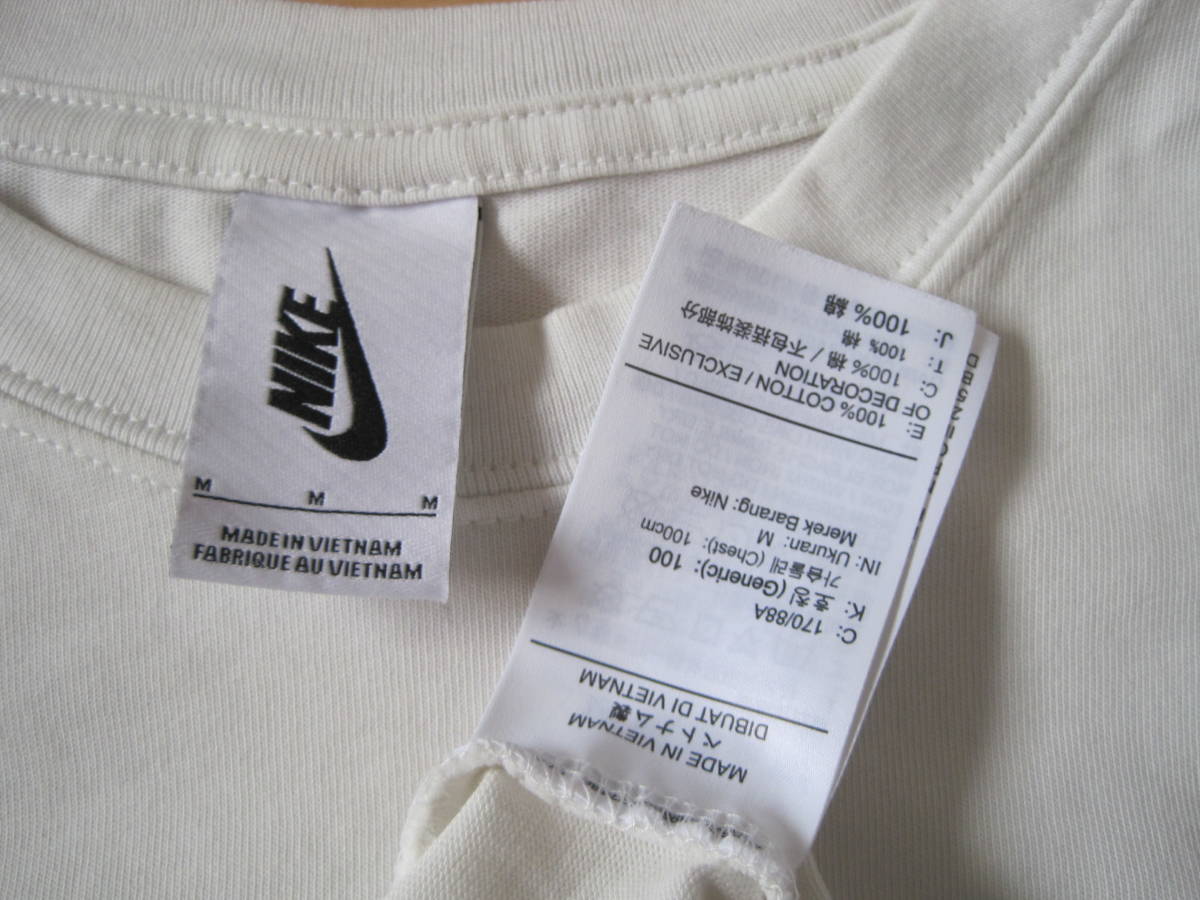 NIKE
M M M
MADE IN VIETNAM
FABRIQUE AU VIETNAM
MADE IN VIETNAM
ベトナム製
DIBUAT DI VIETNAM
C: 170/88A
K: 호칭 (Generic): 100
가슴둘레 (Chest): 100cm
IN: Ukuran: M
Merek Barang: Nike
E: 100% COTTON / EXCLUSIVE
OF DECORATION
C: 100% 棉 / 不包括装饰部分
T: 100% 棉
J: 100% 綿